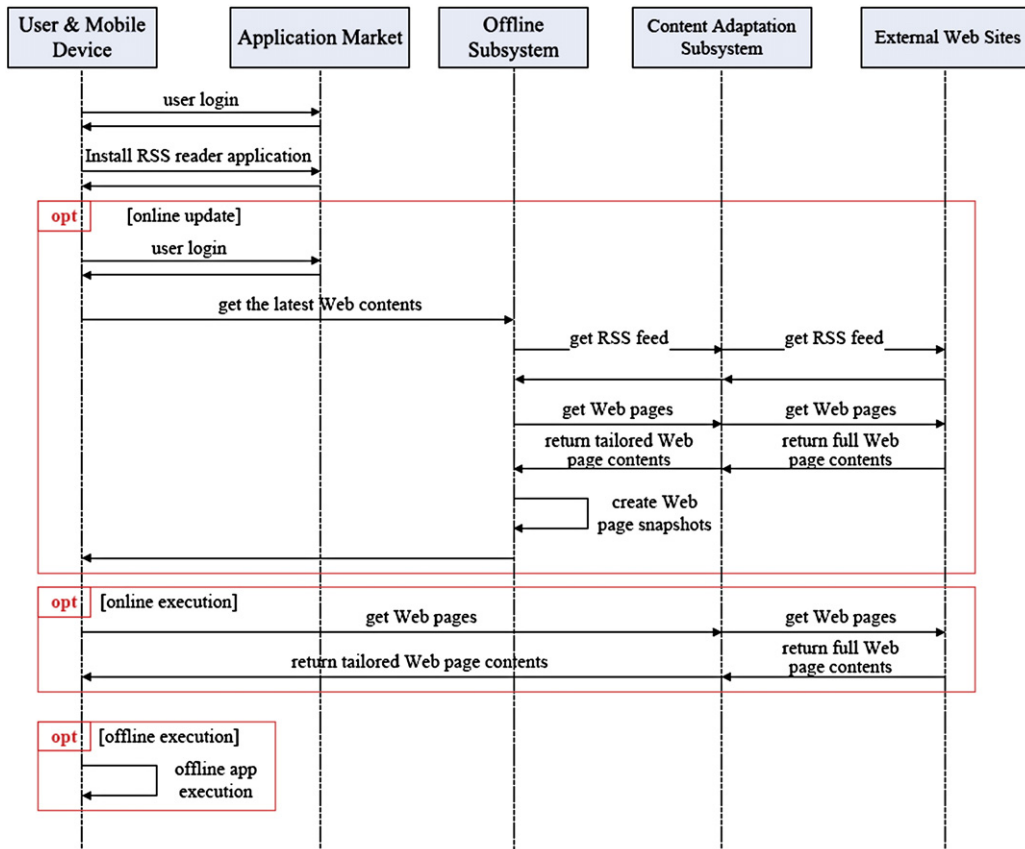 User & Mobile
Device
Application Market
Offline
Subsystem
Content Adaptation
Subsystem
External Web Sites
user login
Install RSS reader application
opt
[online update]
user login
get the latest Web contents
get RSS feed
get RSS feed
get Web pages
get Web pages
return tailored Web
page contents
return full Web
page contents
create Web
page snapshots
opt
[online execution]
get Web pages
get Web pages
return tailored Web page contents
return full Web
page contents
opt
[offline execution]
offline app
execution